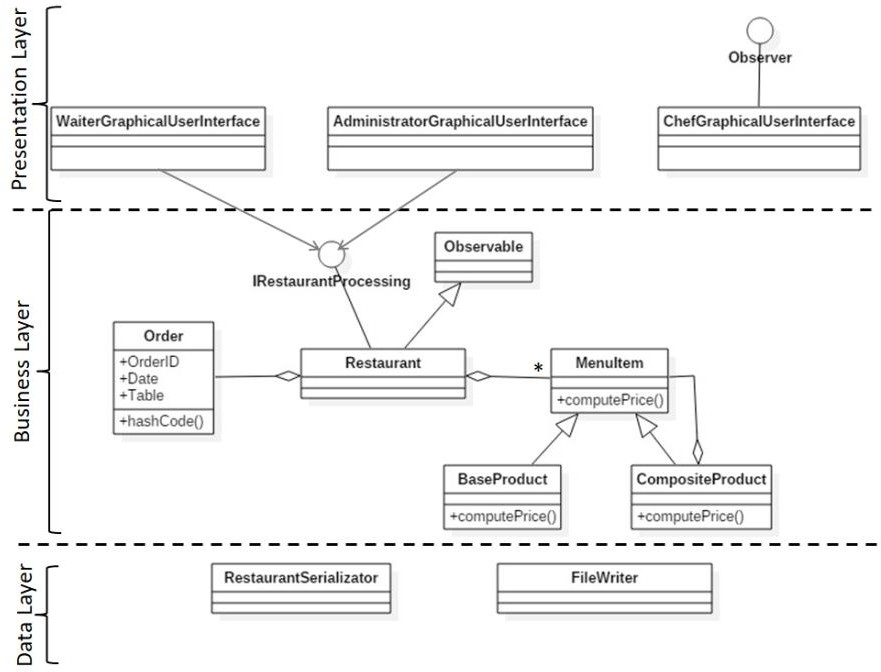 Presentation Layer
Observer
WaiterGraphicalUserInterface
AdministratorGraphicalUserInterface
ChefGraphicalUserInterface
Business Layer
IRestaurantProcessing
Observable
Order
+OrderID
+Date
+Table
+hashCode()
Restaurant
*
MenuItem
+computePrice()
BaseProduct
+computePrice()
CompositeProduct
+computePrice()
Data Layer
RestaurantSerializator
FileWriter